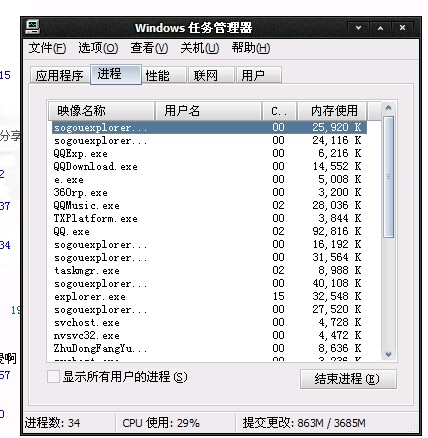 Windows 任务管理器
文件(F) 选项(O) 查看(V) 关机(U) 帮助(H)
应用程序 进程 性能 联网 用户
映像名称 用户名 C.. 内存使用
sogouexplorer... 00 25,920 K
sogouexplorer... 00 24,116 K
QQExp.exe 00 6,216 K
QQDownload.exe 00 14,552 K
e.exe 00 5,008 K
360rp.exe 00 3,200 K
QQMusic.exe 02 28,036 K
TXPlatform.exe 00 3,844 K
QQ.exe 02 92,816 K
sogouexplorer... 00 16,192 K
sogouexplorer... 00 31,564 K
taskmgr.exe 02 8,988 K
sogouexplorer... 00 40,108 K
explorer.exe 15 32,548 K
sogouexplorer... 00 27,520 K
svchost.exe 00 4,728 K
nvsvc32.exe 00 4,472 K
ZhuDongFangYu... 00 8,636 K
显示所有用户的进程(S) 结束进程(E)
进程数: 34 CPU 使用: 29% 提交更改: 863M / 3685M
15
分享
2
37
34
19
57
0